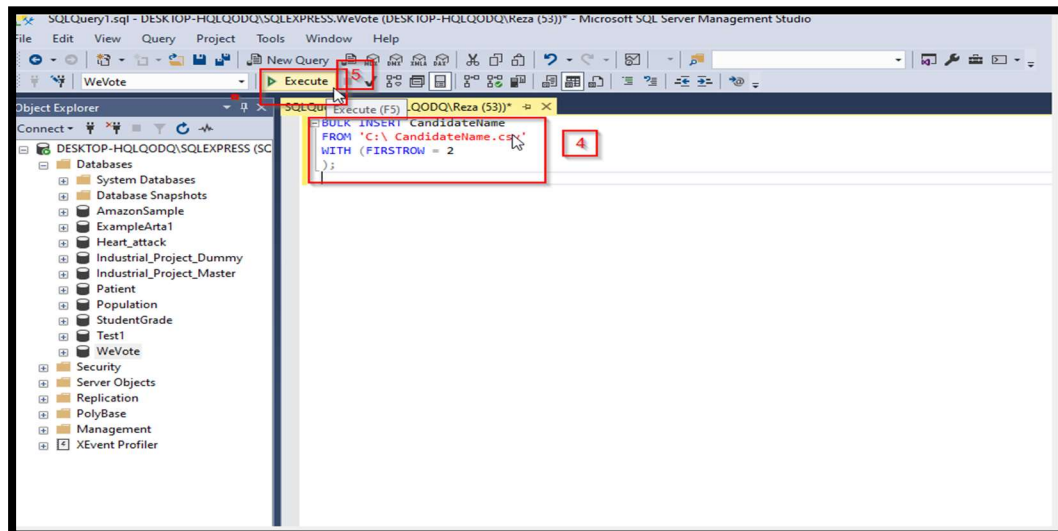 SQLQuery1.sql - DESKTOP-HQLQODQ\SQLEXPRESS.WeVote (DESKTOP-HQLQODQ\Reza (53))* - Microsoft SQL Server Management Studio
File Edit View Query Project Tools Window Help
New Query
WeVote Execute 5
Object Explorer
Execute (F5) LQODQ\Reza (53))*
Connect
BULK INSERT CandidateName
FROM 'C:\ CandidateName.csv'
WITH (FIRSTROW = 2
);
4
DESKTOP-HQLQODQ\SQLEXPRESS (SC
Databases
System Databases
Database Snapshots
AmazonSample
ExampleArta1
Heart_attack
Industrial_Project_Dummy
Industrial_Project_Master
Patient
Population
StudentGrade
Test1
WeVote
Security
Server Objects
Replication
PolyBase
Management
XEvent Profiler